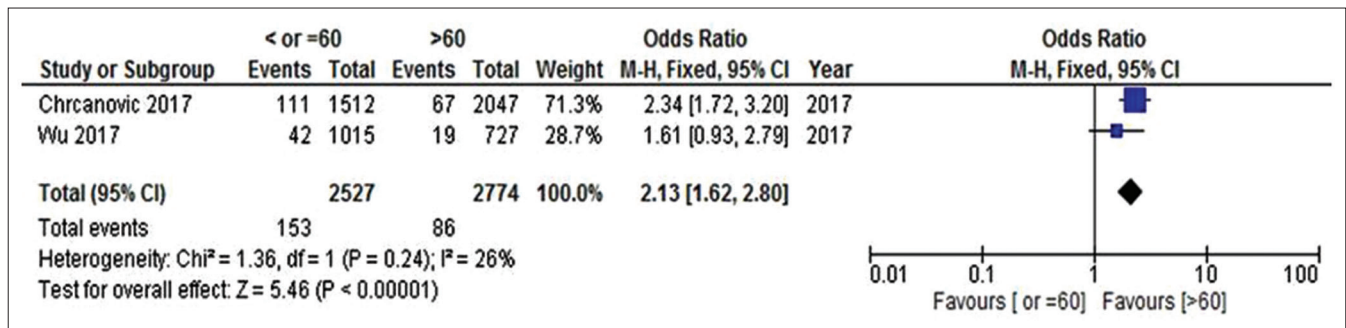 < or =60 >60 Odds Ratio Odds Ratio
Study or Subgroup Events Total Events Total Weight M-H, Fixed, 95% CI Year M-H, Fixed, 95% CI
Chrcanovic 2017 111 1512 67 2047 71.3% 2.34 [1.72, 3.20] 2017
Wu 2017 42 1015 19 727 28.7% 1.61 [0.93, 2.79] 2017
Total (95% CI) 2527 2774 100.0% 2.13 [1.62, 2.80]
Total events 153 86
Heterogeneity: Chi² = 1.36, df = 1 (P = 0.24); I² = 26%
Test for overall effect: Z = 5.46 (P < 0.00001)
0.01 0.1 1 10 100
Favours [ or =60] Favours [>60]